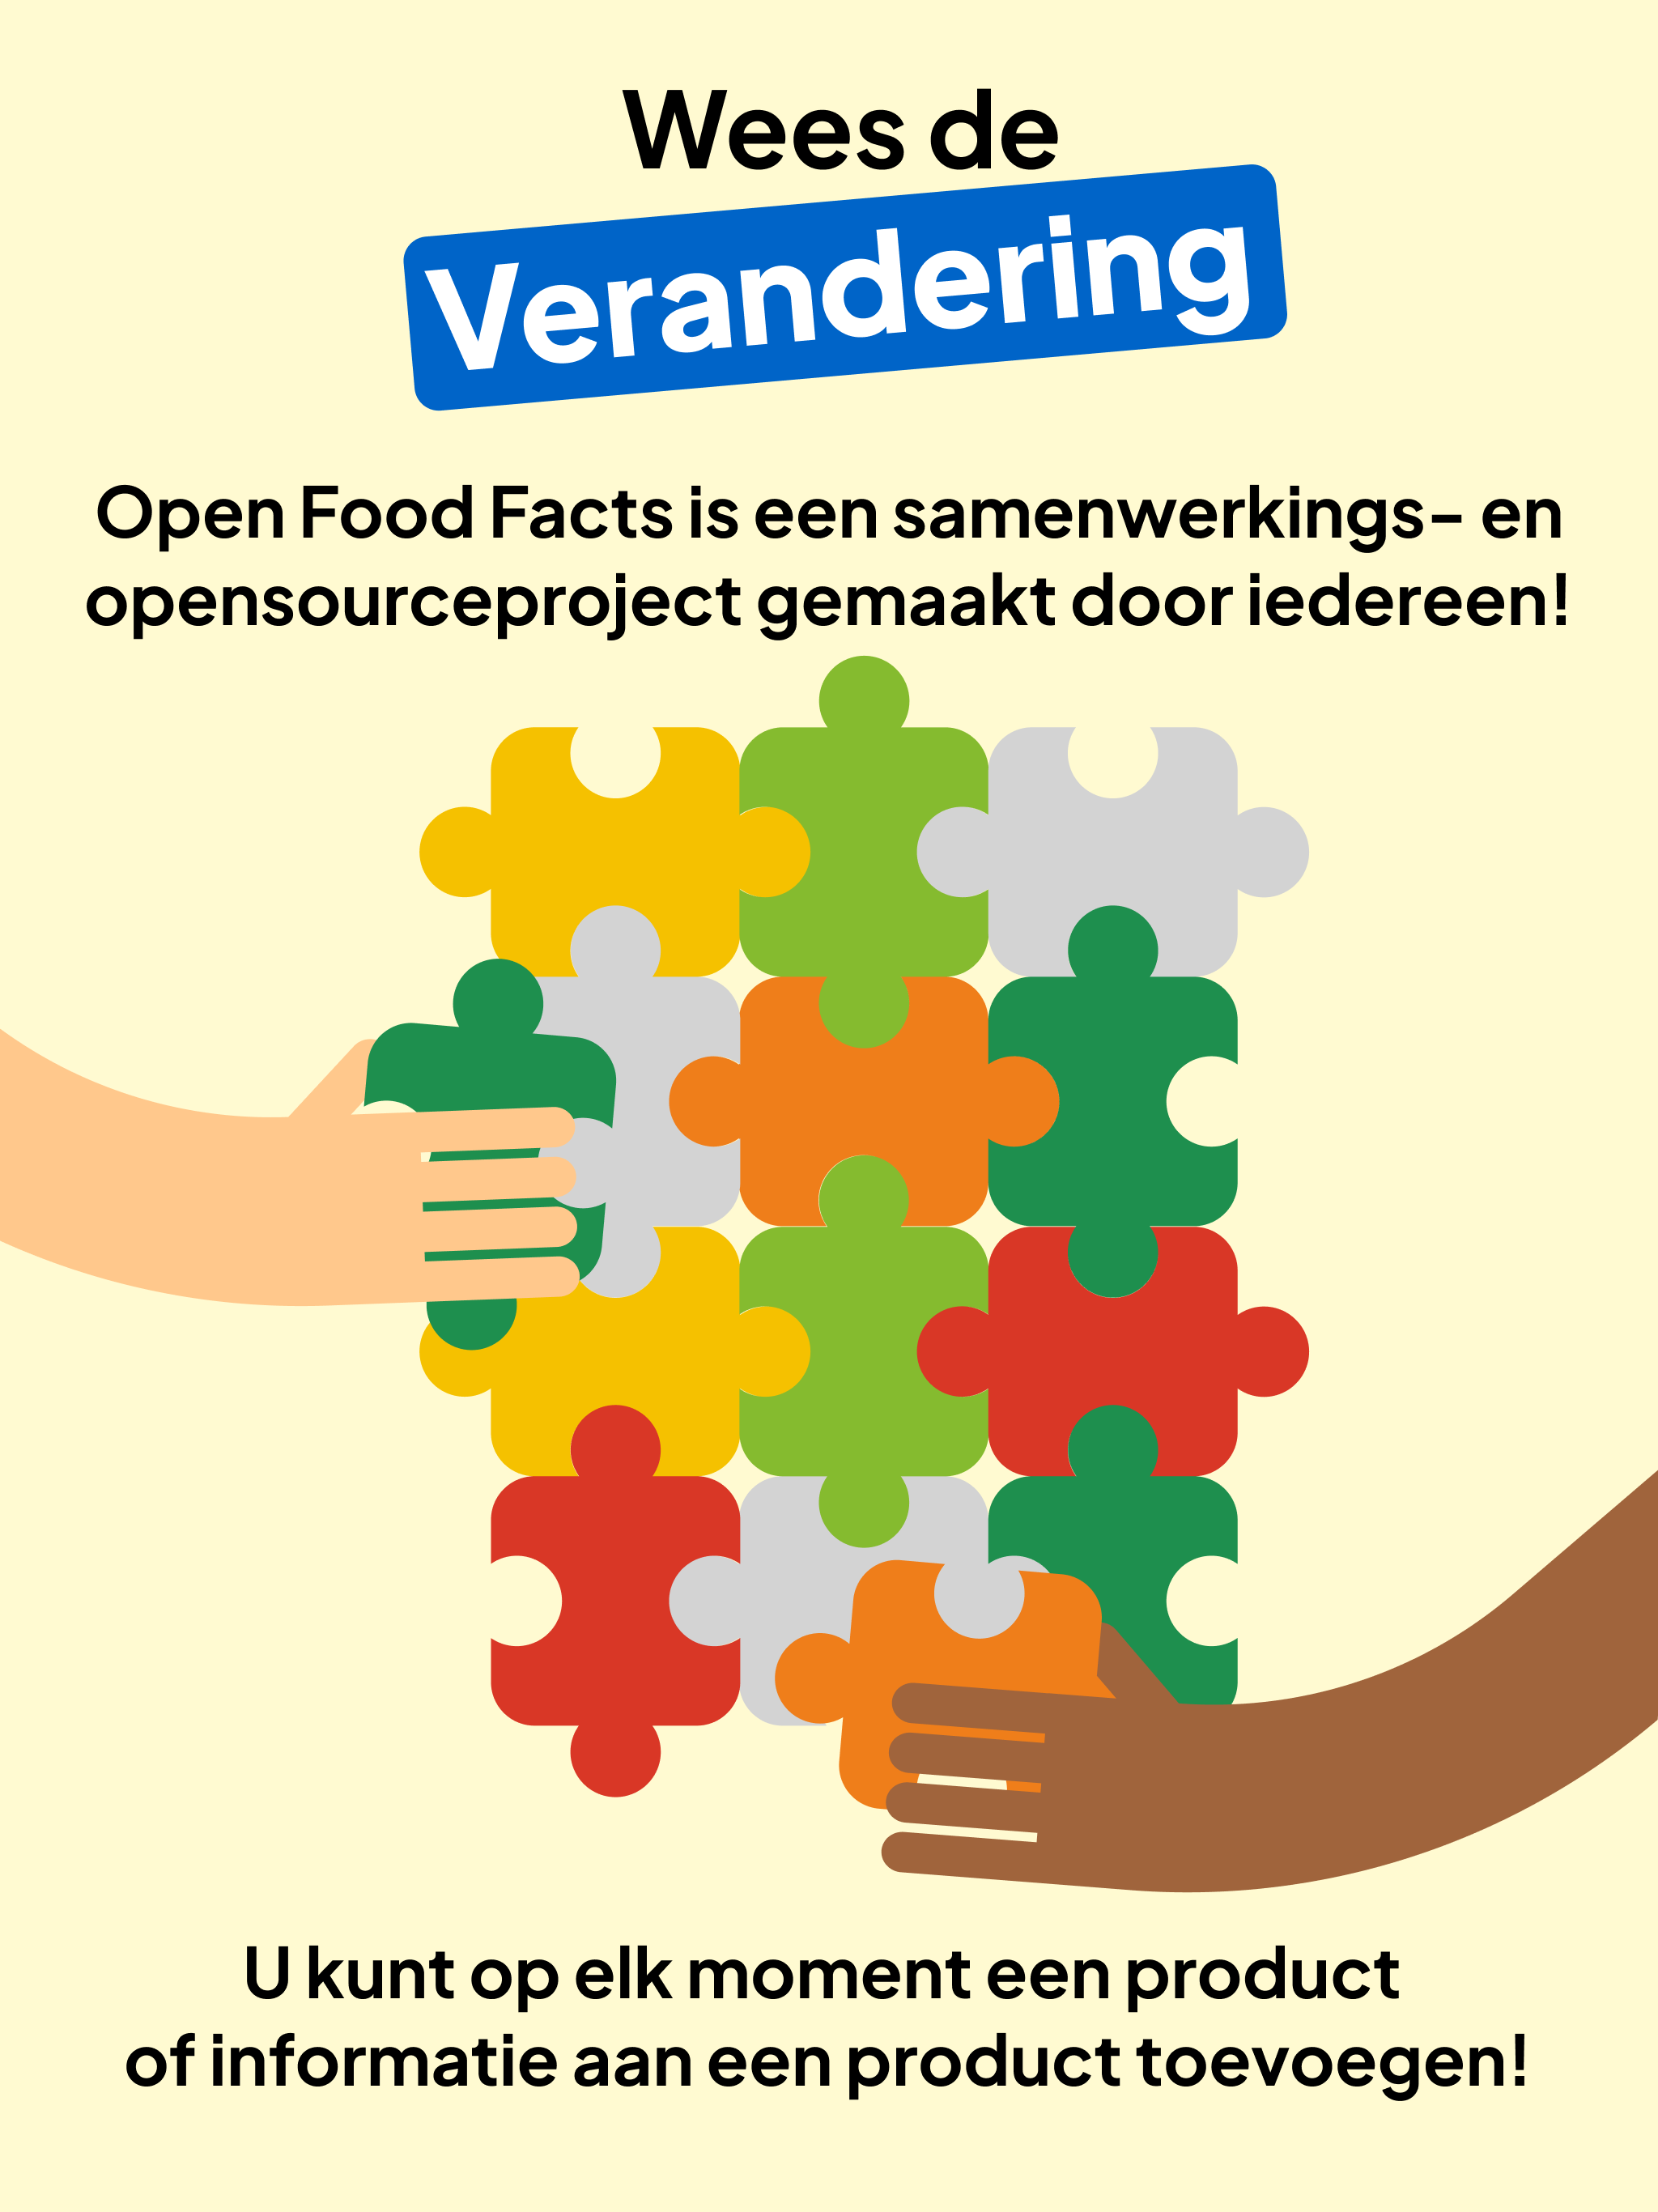 Wees de
Verandering
Open Food Facts is een samenwerkings- en
opensourceproject gemaakt door iedereen!
U kunt op elk moment een product
of informatie aan een product toevoegen!